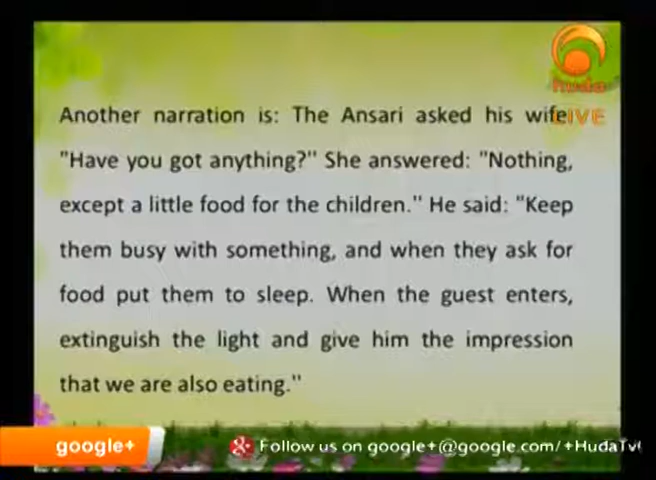 huda
LIVE
Another narration is: The Ansari asked his wife
"Have you got anything?" She answered: "Nothing,
except a little food for the children." He said: "Keep
them busy with something, and when they ask for
food put them to sleep. When the guest enters,
extinguish the light and give him the impression
that we are also eating."
google+
Follow us on google+@google.com/+HudaTv